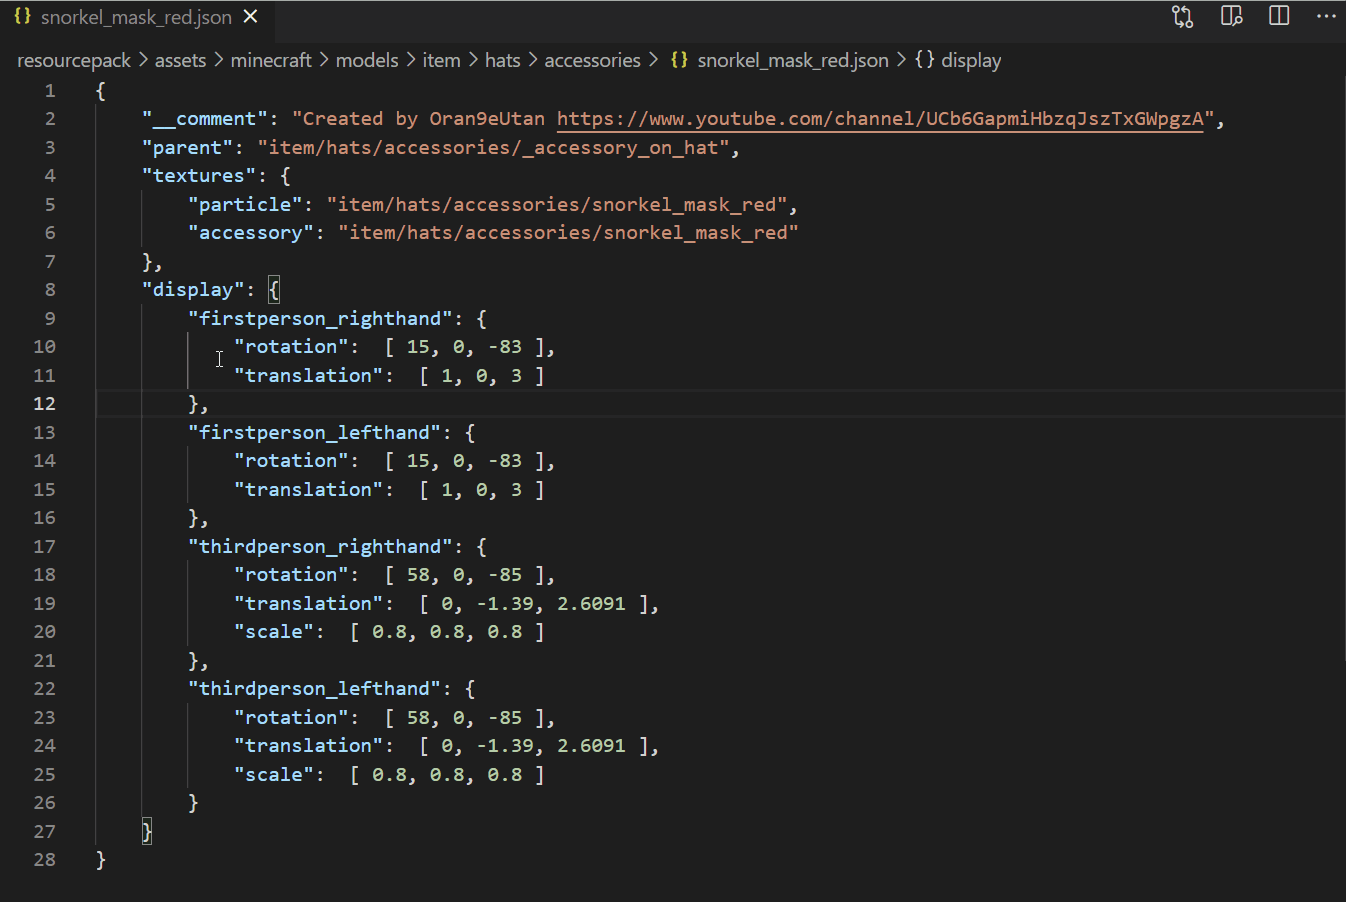 {} snorkel_mask_red.json ×
resourcepack > assets > minecraft > models > item > hats > accessories > {} snorkel_mask_red.json > {} display
1 {
2     "__comment": "Created by Oran9eUtan https://www.youtube.com/channel/UCb6GapmiHbzqJszTxGWpgzA",
3     "parent": "item/hats/accessories/_accessory_on_hat",
4     "textures": {
5         "particle": "item/hats/accessories/snorkel_mask_red",
6         "accessory": "item/hats/accessories/snorkel_mask_red"
7     },
8     "display": {
9         "firstperson_righthand": {
10             "rotation":  [ 15, 0, -83 ],
11             "translation":  [ 1, 0, 3 ]
12         },
13         "firstperson_lefthand": {
14             "rotation":  [ 15, 0, -83 ],
15             "translation":  [ 1, 0, 3 ]
16         },
17         "thirdperson_righthand": {
18             "rotation":  [ 58, 0, -85 ],
19             "translation":  [ 0, -1.39, 2.6091 ],
20             "scale":  [ 0.8, 0.8, 0.8 ]
21         },
22         "thirdperson_lefthand": {
23             "rotation":  [ 58, 0, -85 ],
24             "translation":  [ 0, -1.39, 2.6091 ],
25             "scale":  [ 0.8, 0.8, 0.8 ]
26         }
27     }
28 }